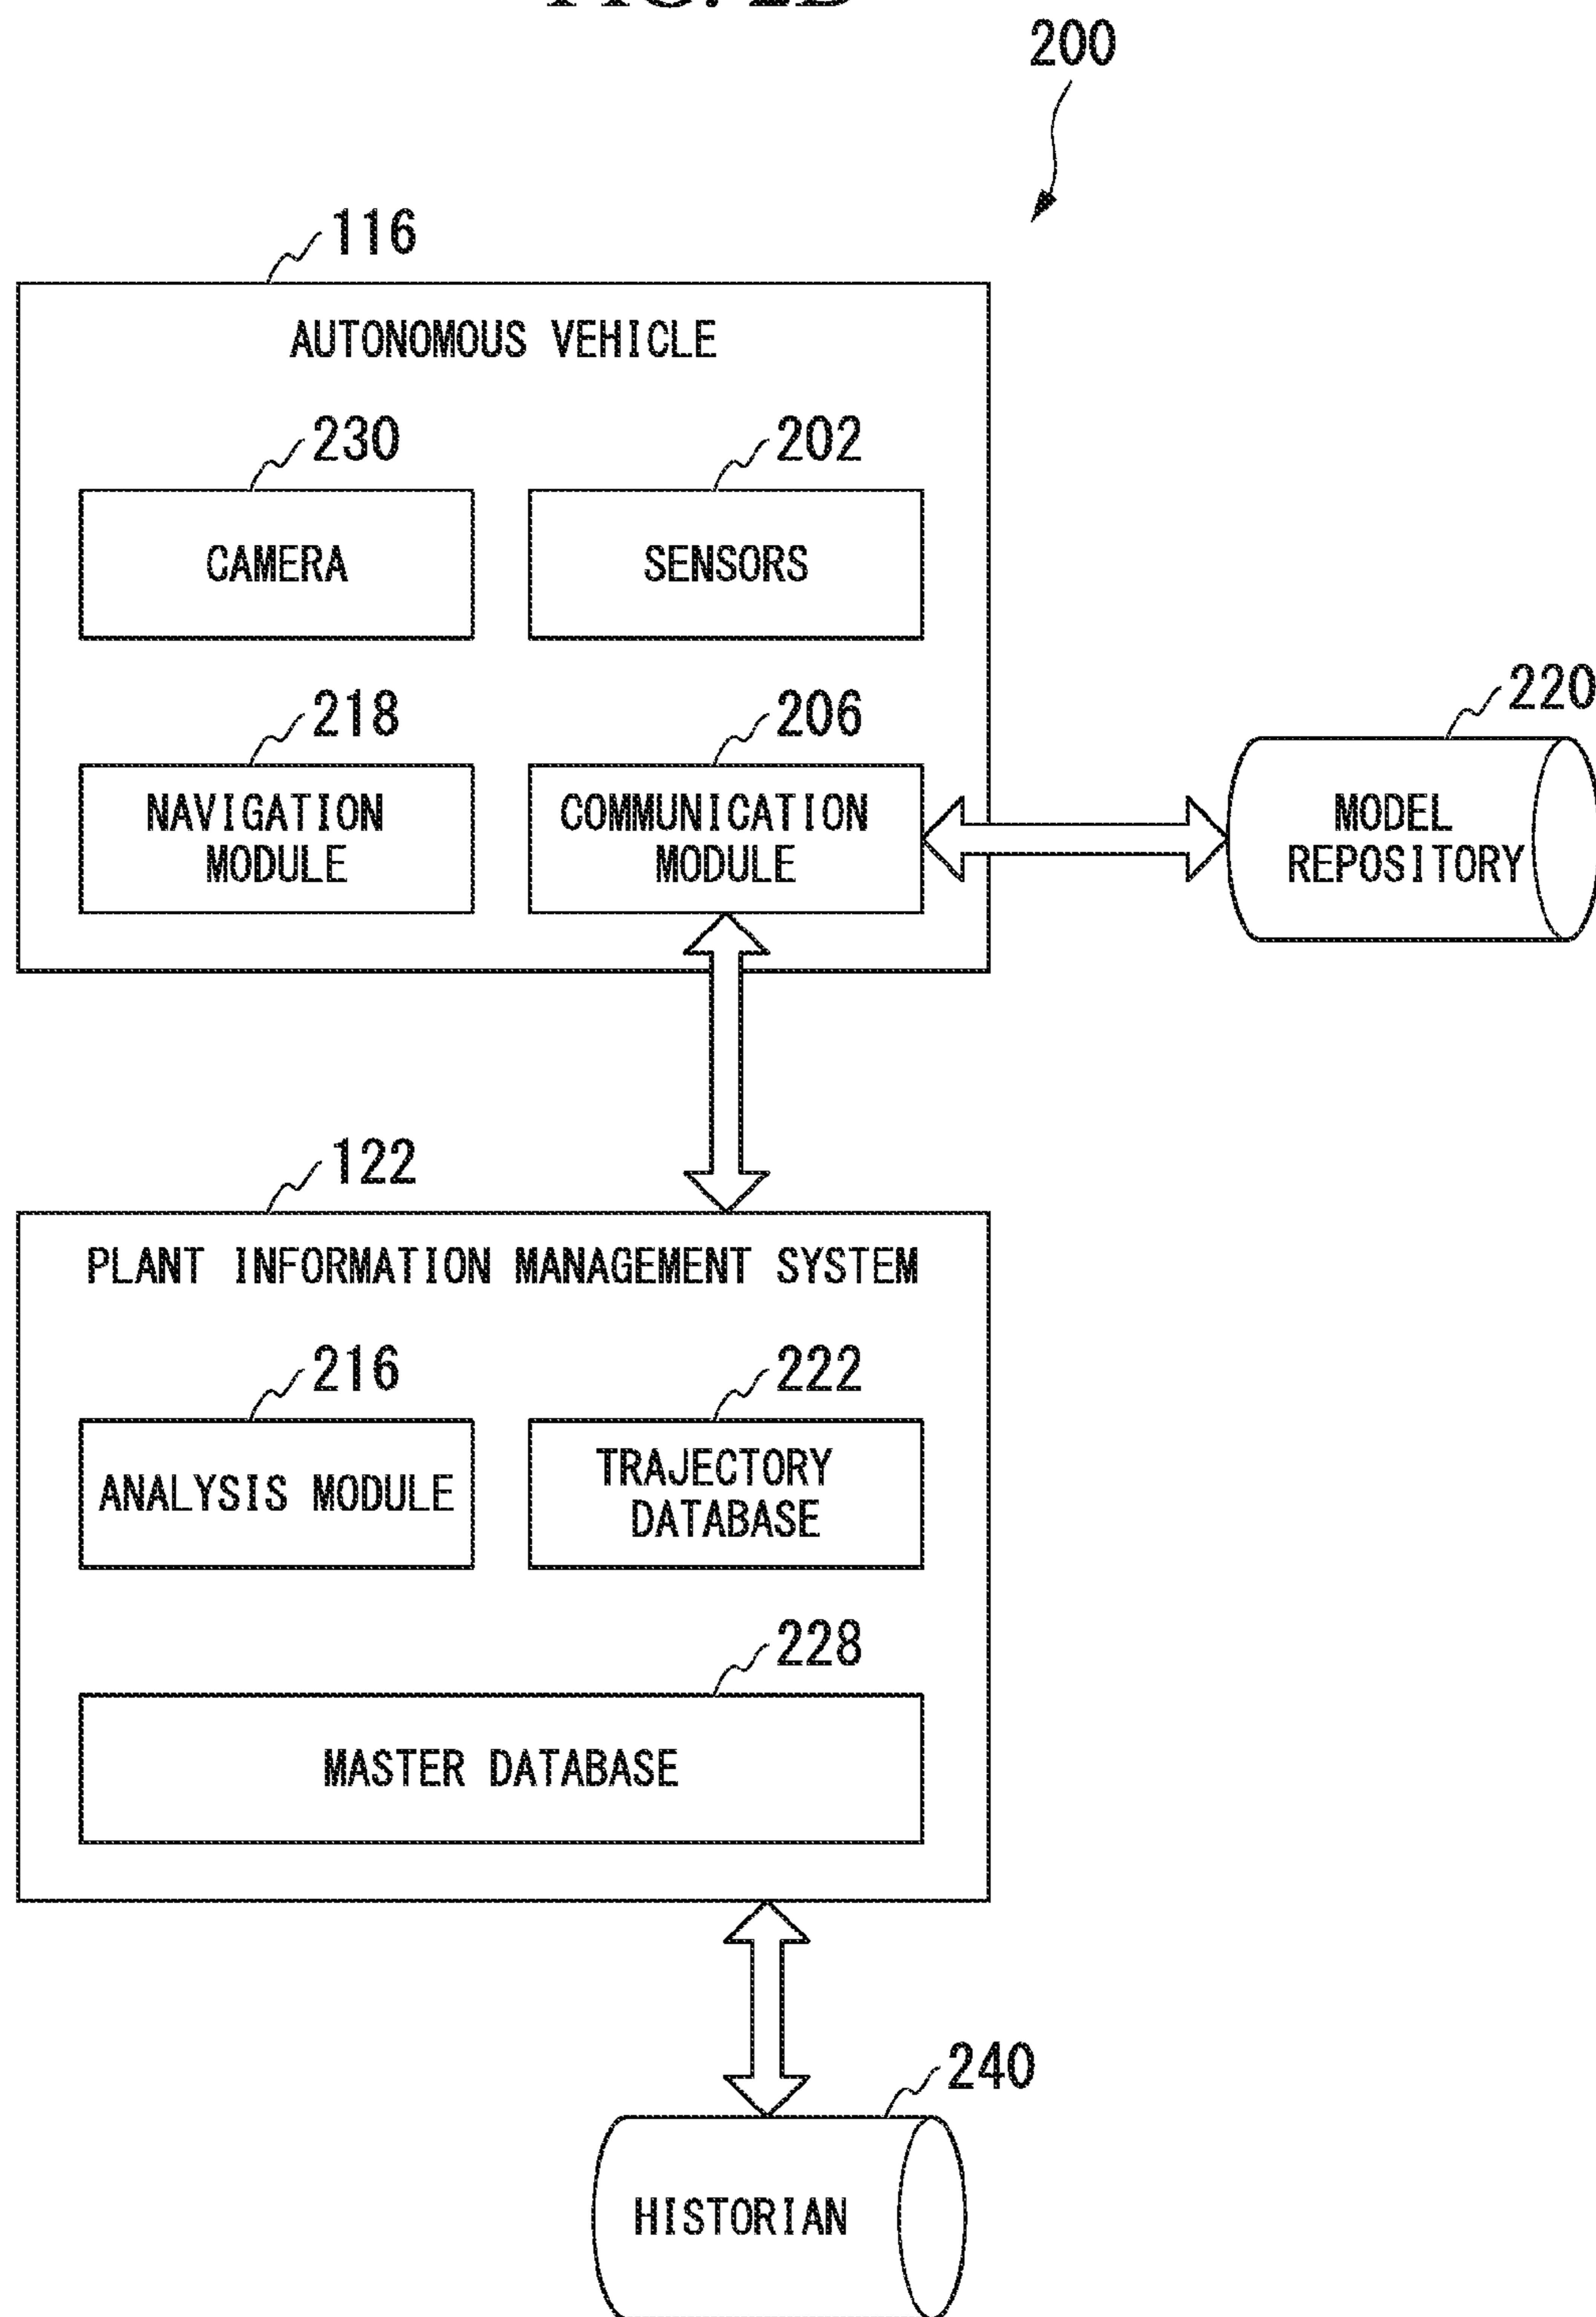 200
116
AUTONOMOUS VEHICLE
230
202
CAMERA
SENSORS
218
206
220
NAVIGATION
MODULE
COMMUNICATION
MODULE
MODEL
REPOSITORY
122
PLANT INFORMATION MANAGEMENT SYSTEM
216
222
ANALYSIS MODULE
TRAJECTORY
DATABASE
228
MASTER DATABASE
240
HISTORIAN